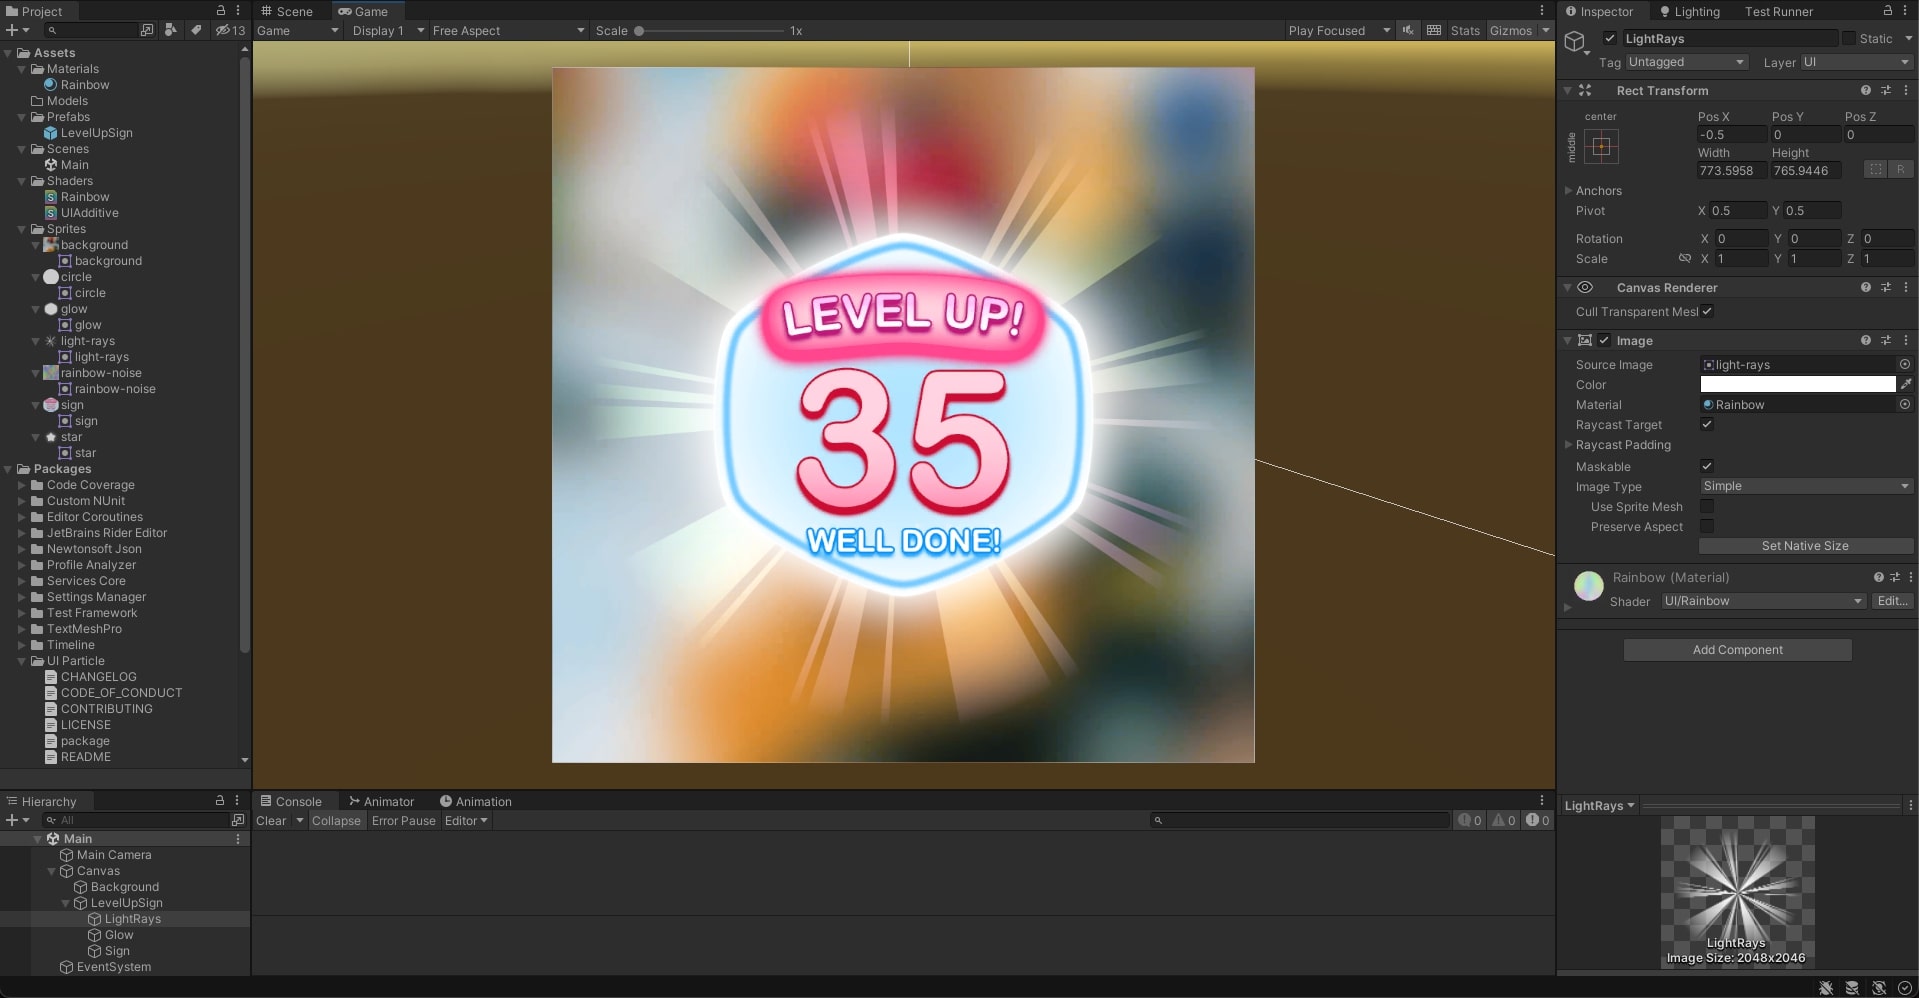 Project
13
Assets
Materials
Rainbow
Models
Prefabs
LevelUpSign
Scenes
Main
Shaders
Rainbow
UIAdditive
Sprites
background
background
circle
circle
glow
glow
light-rays
light-rays
rainbow-noise
rainbow-noise
sign
sign
star
star
Packages
Code Coverage
Custom NUnit
Editor Coroutines
JetBrains Rider Editor
Newtonsoft Json
Profile Analyzer
Services Core
Settings Manager
Test Framework
TextMeshPro
Timeline
UI Particle
CHANGELOG
CODE_OF_CONDUCT
CONTRIBUTING
LICENSE
package
README
Hierarchy
All
Main
Main Camera
Canvas
Background
LevelUpSign
LightRays
Glow
Sign
EventSystem
Scene Game
Game Display 1 Free Aspect Scale 1x Play Focused Stats Gizmos
LEVEL UP!
35
WELL DONE!
Console Animator Animation
Clear Collapse Error Pause Editor 0 0 0
Inspector Lighting Test Runner
LightRays Static
Tag Untagged Layer UI
Rect Transform
center
middle
Pos X Pos Y Pos Z
-0.5 0 0
Width Height
773.5958 765.9446 R
Anchors
Pivot X 0.5 Y 0.5
Rotation X 0 Y 0 Z 0
Scale X 1 Y 1 Z 1
Canvas Renderer
Cull Transparent Mesl
Image
Source Image light-rays
Color
Material Rainbow
Raycast Target
Raycast Padding
Maskable
Image Type Simple
Use Sprite Mesh
Preserve Aspect
Set Native Size
Rainbow (Material)
Shader UI/Rainbow Edit...
Add Component
LightRays
LightRays
Image Size: 2048x2046